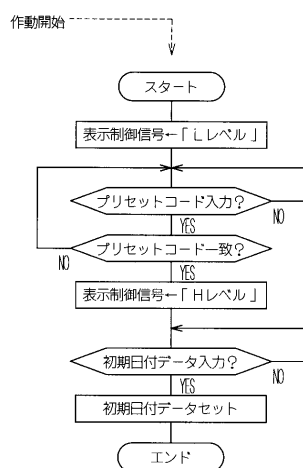 作動開始
スタート
表示制御信号←「Lレベル」
プリセットコード入力?
NO
YES
プリセットコード一致?
NO
YES
表示制御信号←「Hレベル」
初期日付データ入力?
NO
YES
初期日付データセット
エンド